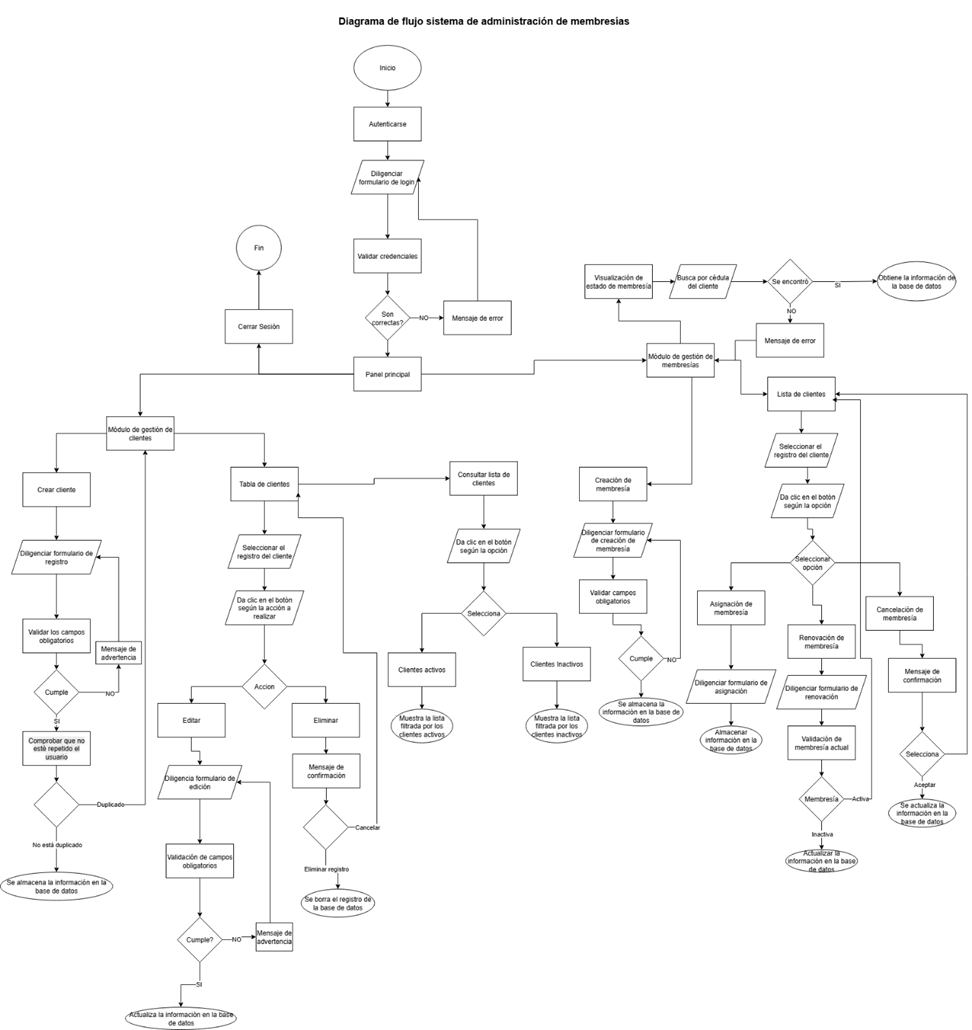 Diagrama de flujo sistema de administración de membresias
Inicio
Autenticarse
Diligenciar
formulario de login
Validar credenciales
Son
correctas?
NO
Mensaje de error
Panel principal
Fin
Cerrar Sesión
Visualización de
estado de membresía
Busca por cédula
del cliente
Se encontró
SI
Obtiene la información de
la base de datos
NO
Mensaje de error
Módulo de gestión de
membresías
Lista de clientes
Seleccionar el
registro del cliente
Da clic en el botón
según la opción
Seleccionar
opción
Asignación de
membresía
Diligenciar formulario de
asignación
Almacenar
información en la
base de datos
Renovación de
membresía
Diligenciar formulario de
renovación
Validación de
membresía actual
Membresía
Activa
Inactiva
Actualizar la
información en la base
de datos
Cancelación de
membresía
Mensaje de
confirmación
Selecciona
Aceptar
Se actualiza la
información en la base
de datos
Creación de
membresía
Diligenciar formulario
de creación de
membresía
Validar campos
obligatorios
Cumple
NO
Se almacena la
información en la base de
datos
Módulo de gestión de
clientes
Crear cliente
Diligenciar formulario de
registro
Validar los campos
obligatorios
Mensaje de
advertencia
Cumple
NO
SI
Comprobar que no
esté repetido el
usuario
Duplicado
No está duplicado
Se almacena la información en la
base de datos
Tabla de clientes
Seleccionar el
registro del cliente
Da clic en el botón
según la acción a
realizar
Accion
Editar
Diligencia formulario de
edición
Validación de campos
obligatorios
Cumple?
NO
Mensaje de
advertencia
SI
Actualiza la información en la base
de datos
Eliminar
Mensaje de
confirmación
Cancelar
Eliminar registro
Se borra el registro de
la base de datos
Consultar lista de
clientes
Da clic en el botón
según la opción
Selecciona
Clientes activos
Muestra la lista
filtrada por los
clientes activos
Clientes Inactivos
Muestra la lista
filtrada por los
clientes inactivos